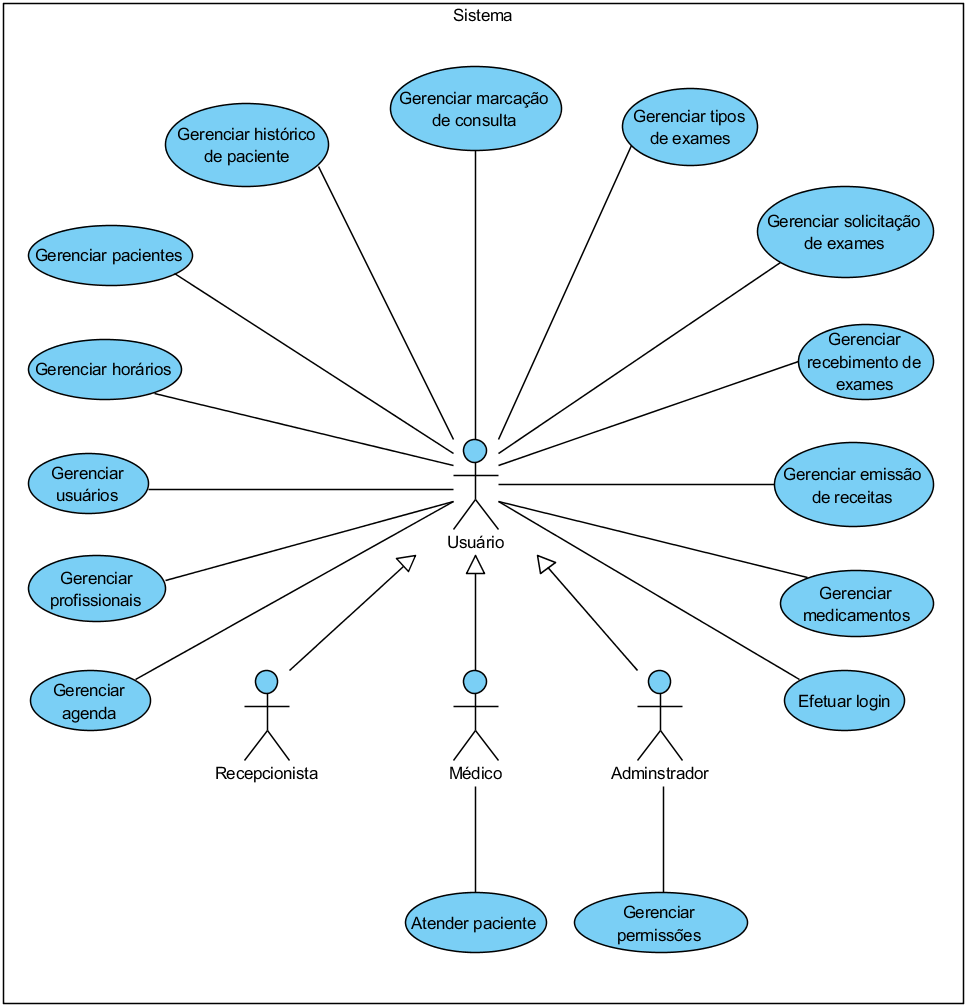 Sistema
Gerenciar marcação
de consulta
Gerenciar tipos
de exames
Gerenciar histórico
de paciente
Gerenciar solicitação
de exames
Gerenciar pacientes
Gerenciar
recebimento de
exames
Gerenciar horários
Gerenciar
usuários
Gerenciar emissão
de receitas
Usuário
Gerenciar
profissionais
Gerenciar
medicamentos
Gerenciar
agenda
Efetuar login
Recepcionista
Médico
Adminstrador
Atender paciente
Gerenciar
permissões